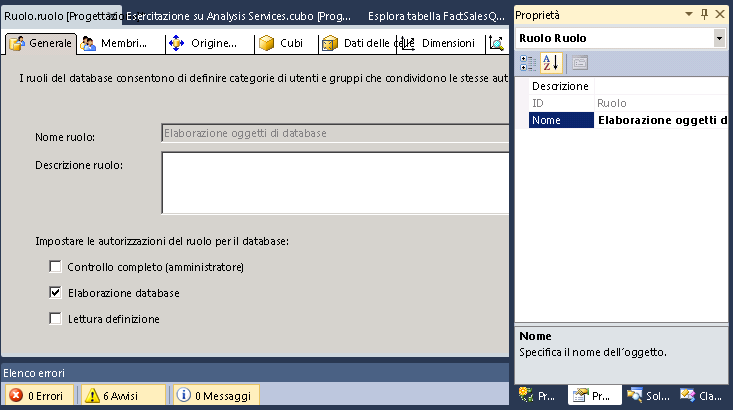 Ruolo.ruolo [Progettazio
Esercitazione su Analysis Services.cubo [Prog...
Esplora tabella FactSalesQ...
Generale
Membri...
Origine...
Cubi
Dati delle celle
Dimensioni
I ruoli del database consentono di definire categorie di utenti e gruppi che condividono le stesse aut
Nome ruolo:
Elaborazione oggetti di database
Descrizione ruolo:
Impostare le autorizzazioni del ruolo per il database:
Controllo completo (amministratore)
Elaborazione database
Lettura definizione
Elenco errori
0 Errori
6 Avvisi
0 Messaggi
Proprietà
Ruolo Ruolo
Descrizione
ID Ruolo
Nome Elaborazione oggetti d
Nome
Specifica il nome dell'oggetto.
Pr...
Pr...
Sol...
Cla...